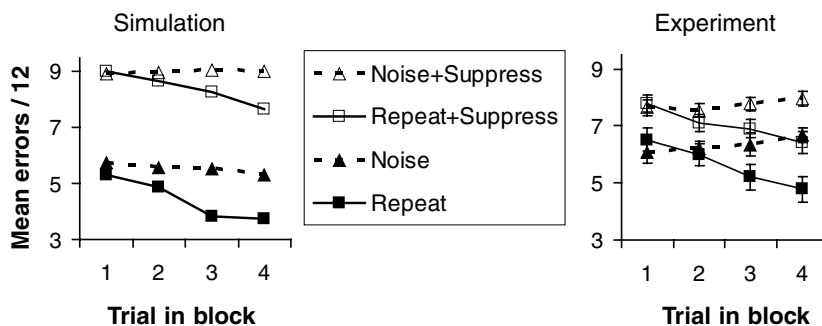 Simulation
Experiment
Mean errors / 12
9
7
5
3
1 2 3 4
Trial in block
Noise+Suppress
Repeat+Suppress
Noise
Repeat
9
7
5
3
1 2 3 4
Trial in block